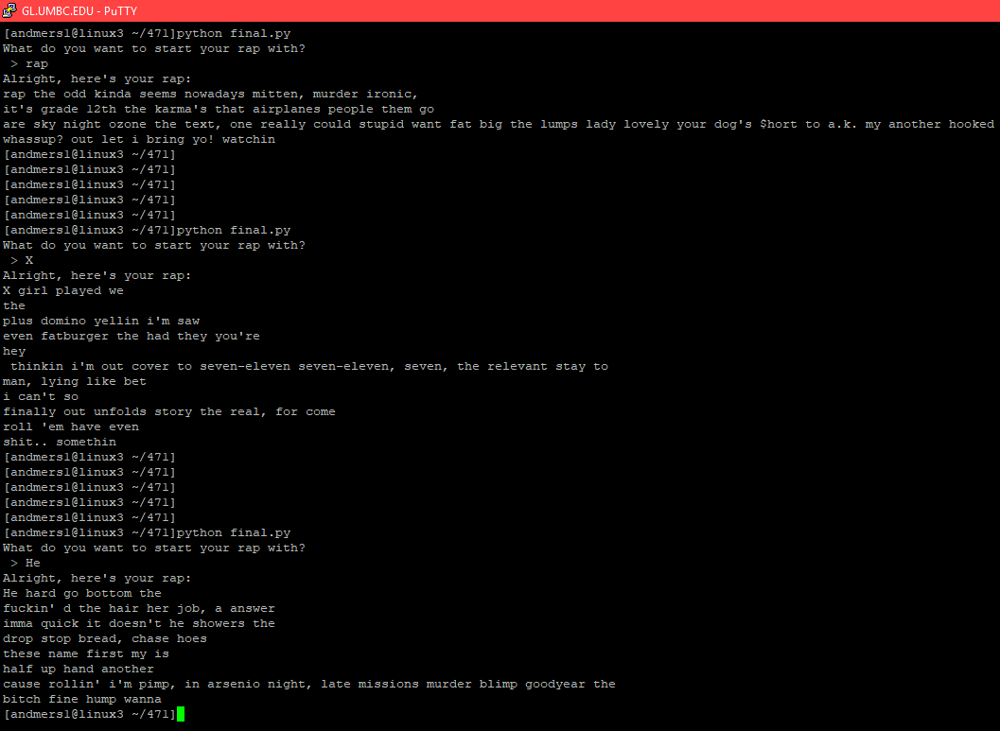 GL.UMBC.EDU - PuTTY
[andmers1@linux3 ~/471]python final.py
What do you want to start your rap with?
 > rap
Alright, here's your rap:
rap the odd kinda seems nowadays mitten, murder ironic,
it's grade 12th the karma's that airplanes people them go
are sky night ozone the text, one really could stupid want fat big the lumps lady lovely your dog's $hort to a.k. my another hooked
whassup? out let i bring yo! watchin
[andmers1@linux3 ~/471]
[andmers1@linux3 ~/471]
[andmers1@linux3 ~/471]
[andmers1@linux3 ~/471]
[andmers1@linux3 ~/471]
[andmers1@linux3 ~/471]python final.py
What do you want to start your rap with?
 > X
Alright, here's your rap:
X girl played we
the
plus domino yellin i'm saw
even fatburger the had they you're
hey
 thinkin i'm out cover to seven-eleven seven-eleven, seven, the relevant stay to
man, lying like bet
i can't so
finally out unfolds story the real, for come
roll 'em have even
shit.. somethin
[andmers1@linux3 ~/471]
[andmers1@linux3 ~/471]
[andmers1@linux3 ~/471]
[andmers1@linux3 ~/471]
[andmers1@linux3 ~/471]
[andmers1@linux3 ~/471]python final.py
What do you want to start your rap with?
 > He
Alright, here's your rap:
He hard go bottom the
fuckin' d the hair her job, a answer
imma quick it doesn't he showers the
drop stop bread, chase hoes
these name first my is
half up hand another
cause rollin' i'm pimp, in arsenio night, late missions murder blimp goodyear the
bitch fine hump wanna
[andmers1@linux3 ~/471]